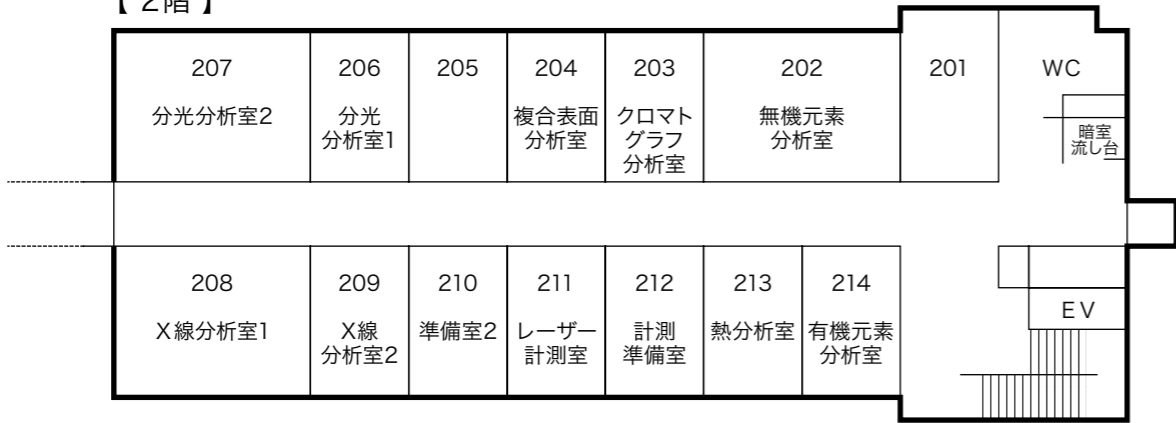 【 2階 】
207
分光分析室2
206
分光
分析室1
205
204
複合表面
分析室
203
クロマト
グラフ
分析室
202
無機元素
分析室
201
WC
暗室
流し台
208
X線分析室1
209
X線
分析室2
210
準備室2
211
レーザー
計測室
212
計測
準備室
213
熱分析室
214
有機元素
分析室
EV